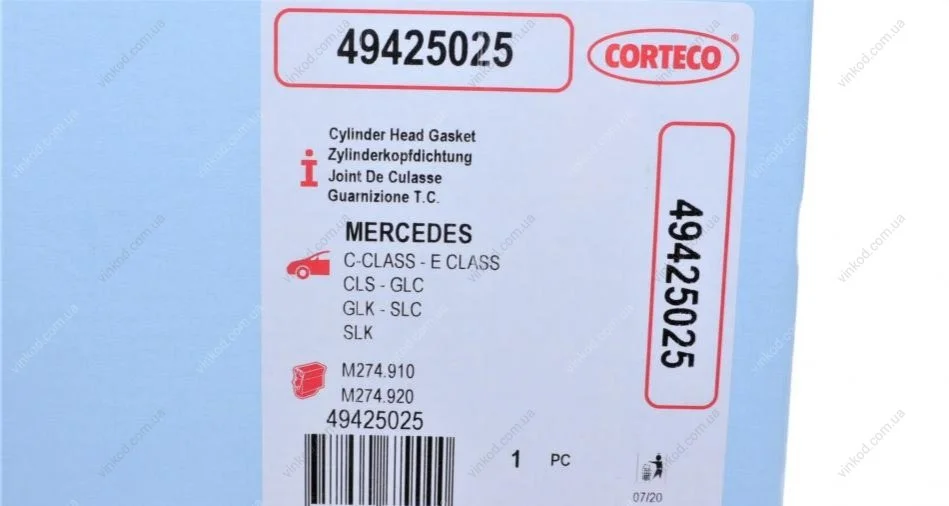 49425025
CORTECO®
Cylinder Head Gasket
Zylinderkopfdichtung
Joint De Culasse
Guarnizione T.C.
49425025
MERCEDES
C-CLASS - E CLASS
CLS - GLC
GLK - SLC
SLK
M274.910
M274.920
49425025
1 PC
07/20
vinkod.com.ua